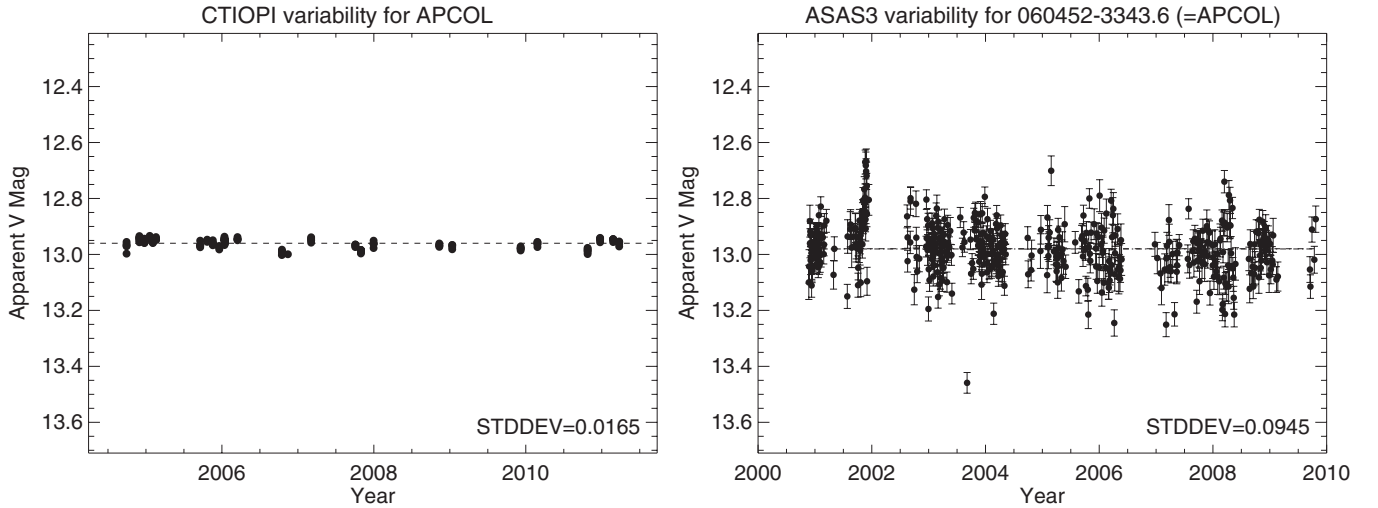 CTIOPI variability for APCOL
12.4
12.6
12.8
13.0
13.2
13.4
13.6
Apparent V Mag
STDDEV=0.0165
2006
2008
2010
Year
ASAS3 variability for 060452-3343.6 (=APCOL)
12.4
12.6
12.8
13.0
13.2
13.4
13.6
Apparent V Mag
STDDEV=0.0945
2000
2002
2004
2006
2008
2010
Year